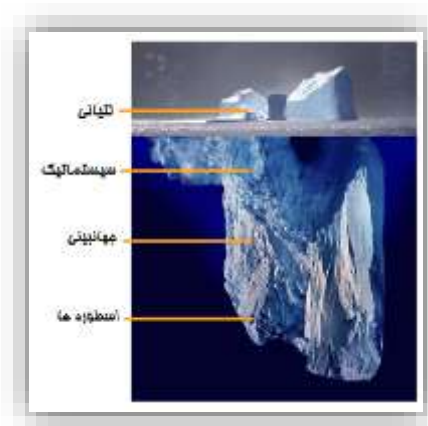 لیتانی
سیستماتیک
جهانبینی
اسطوره ها